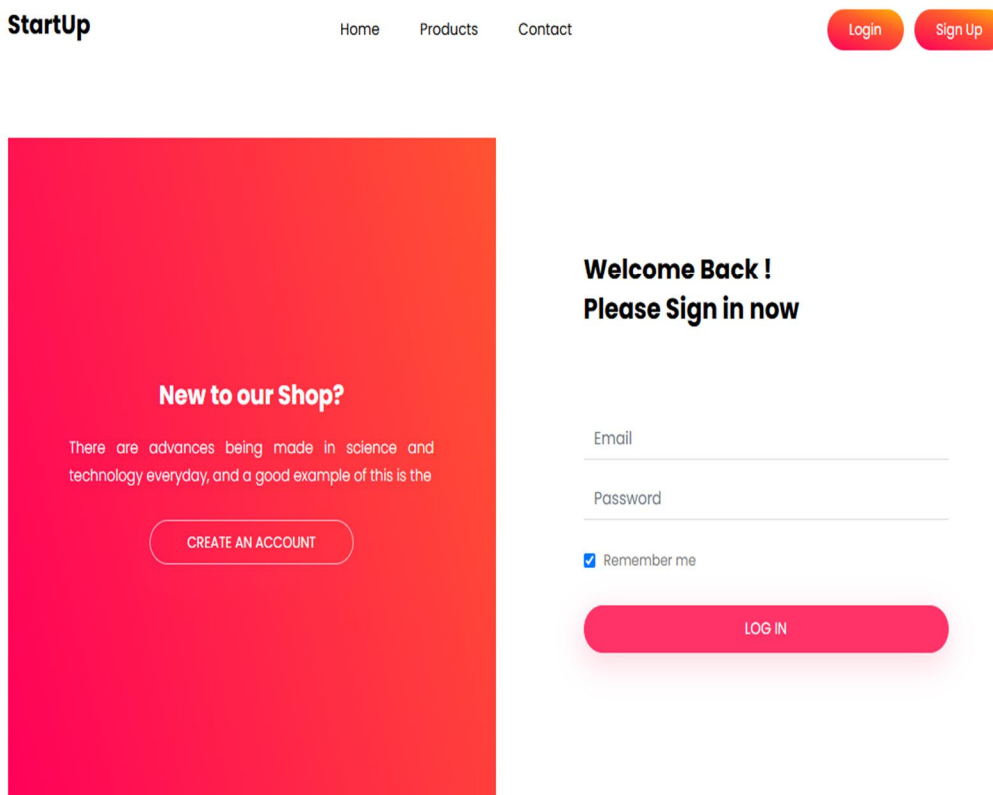 StartUp
Home Products Contact
Login Sign Up
New to our Shop?
There are advances being made in science and
technology everyday, and a good example of this is the
CREATE AN ACCOUNT
Welcome Back !
Please Sign in now
Email
Password
Remember me
LOG IN